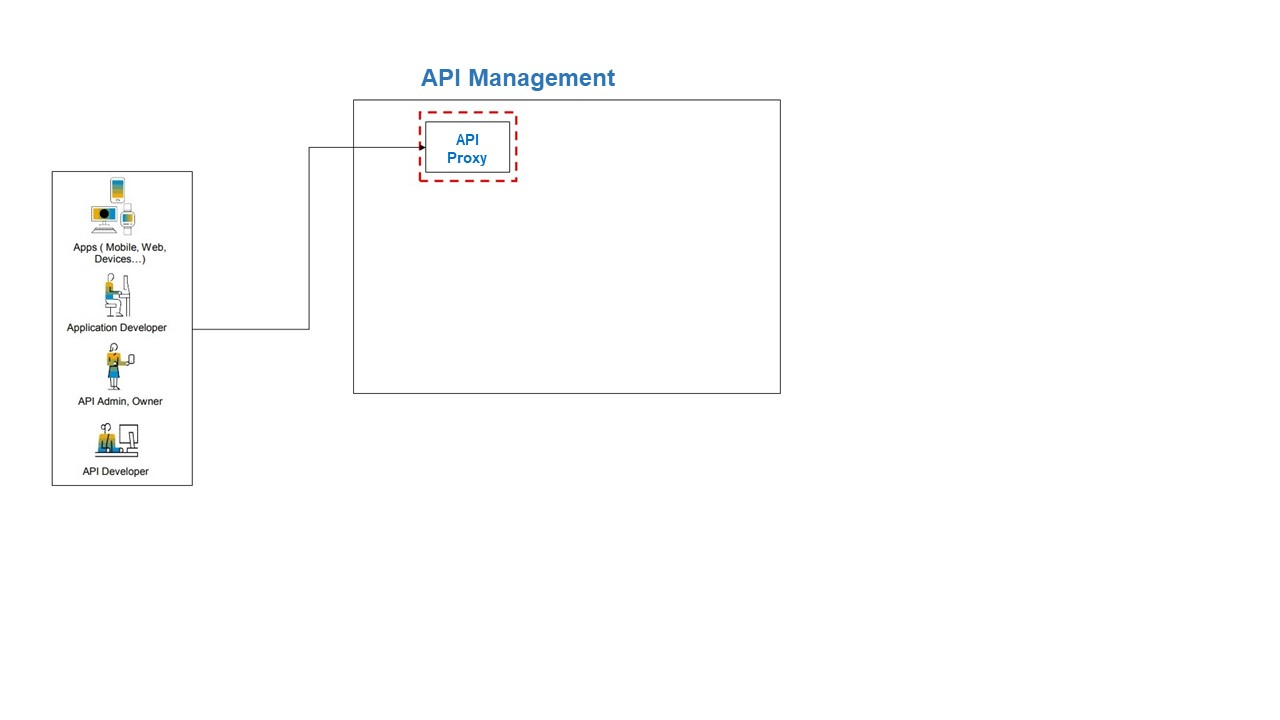 API Management
API
Proxy
Apps ( Mobile, Web,
Devices…)
Application Developer
API Admin, Owner
API Developer